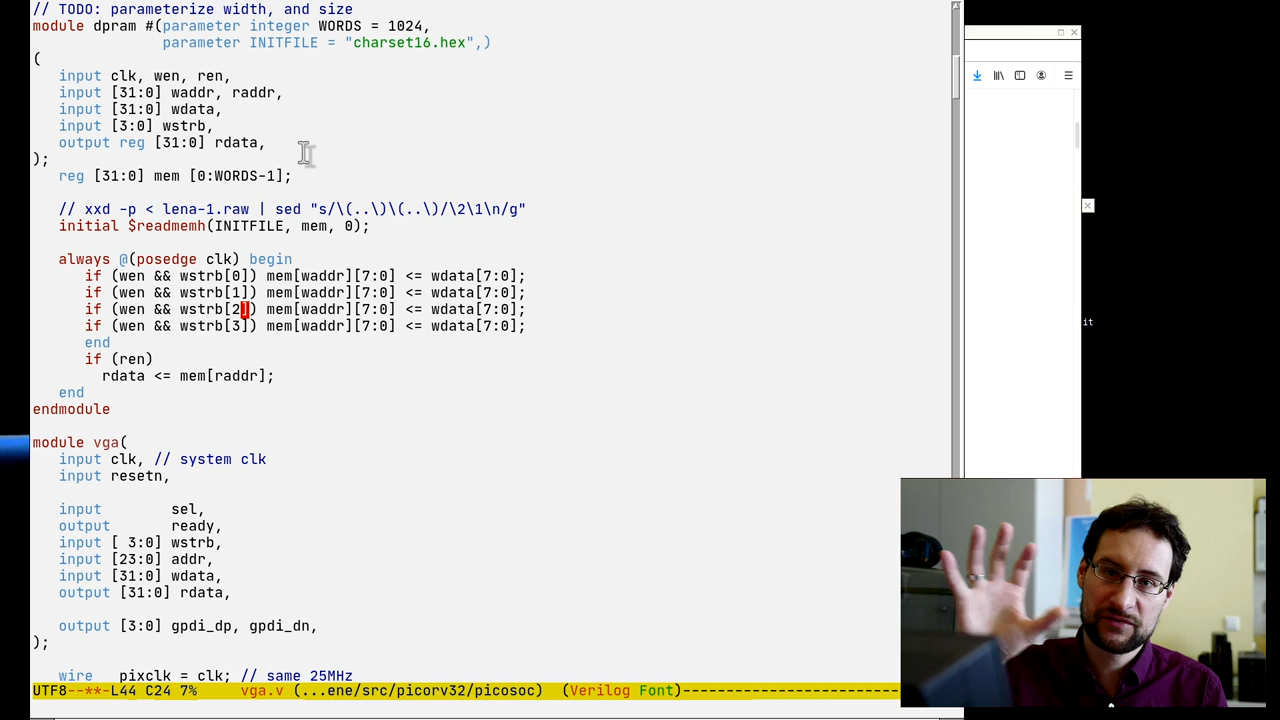 // TODO: parameterize width, and size
module dpram #(parameter integer WORDS = 1024,
               parameter INITFILE = "charset16.hex",)
(
   input clk, wen, ren,
   input [31:0] waddr, raddr,
   input [31:0] wdata,
   input [3:0] wstrb,
   output reg [31:0] rdata,
);
   reg [31:0] mem [0:WORDS-1];
   // xxd -p < lena-1.raw | sed "s/\(..\)\(..\)/\2\1\n/g"
   initial $readmemh(INITFILE, mem, 0);
   always @(posedge clk) begin
      if (wen && wstrb[0]) mem[waddr][7:0] <= wdata[7:0];
      if (wen && wstrb[1]) mem[waddr][7:0] <= wdata[7:0];
      if (wen && wstrb[2]) mem[waddr][7:0] <= wdata[7:0];
      if (wen && wstrb[3]) mem[waddr][7:0] <= wdata[7:0];
      end
      if (ren)
        rdata <= mem[raddr];
   end
endmodule
module vga(
   input clk, // system clk
   input resetn,
   input        sel,
   output       ready,
   input [ 3:0] wstrb,
   input [23:0] addr,
   input [31:0] wdata,
   output [31:0] rdata,
   output [3:0] gpdi_dp, gpdi_dn,
);
   wire   pixclk = clk; // same 25MHz
UTF8--**-L44 C24 7%     vga.v (...ene/src/picorv32/picosoc)  (Verilog Font)-------------------------
it